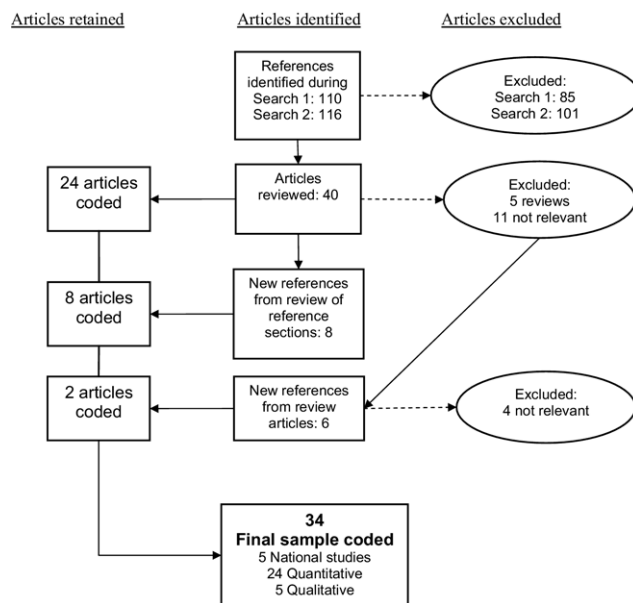 Articles retained
Articles identified
Articles excluded
References
identified during
Search 1: 110
Search 2: 116
Excluded:
Search 1: 85
Search 2: 101
24 articles
coded
Articles
reviewed: 40
Excluded:
5 reviews
11 not relevant
8 articles
coded
New references
from review of
reference
sections: 8
2 articles
coded
New references
from review
articles: 6
Excluded:
4 not relevant
34
Final sample coded
5 National studies
24 Quantitative
5 Qualitative